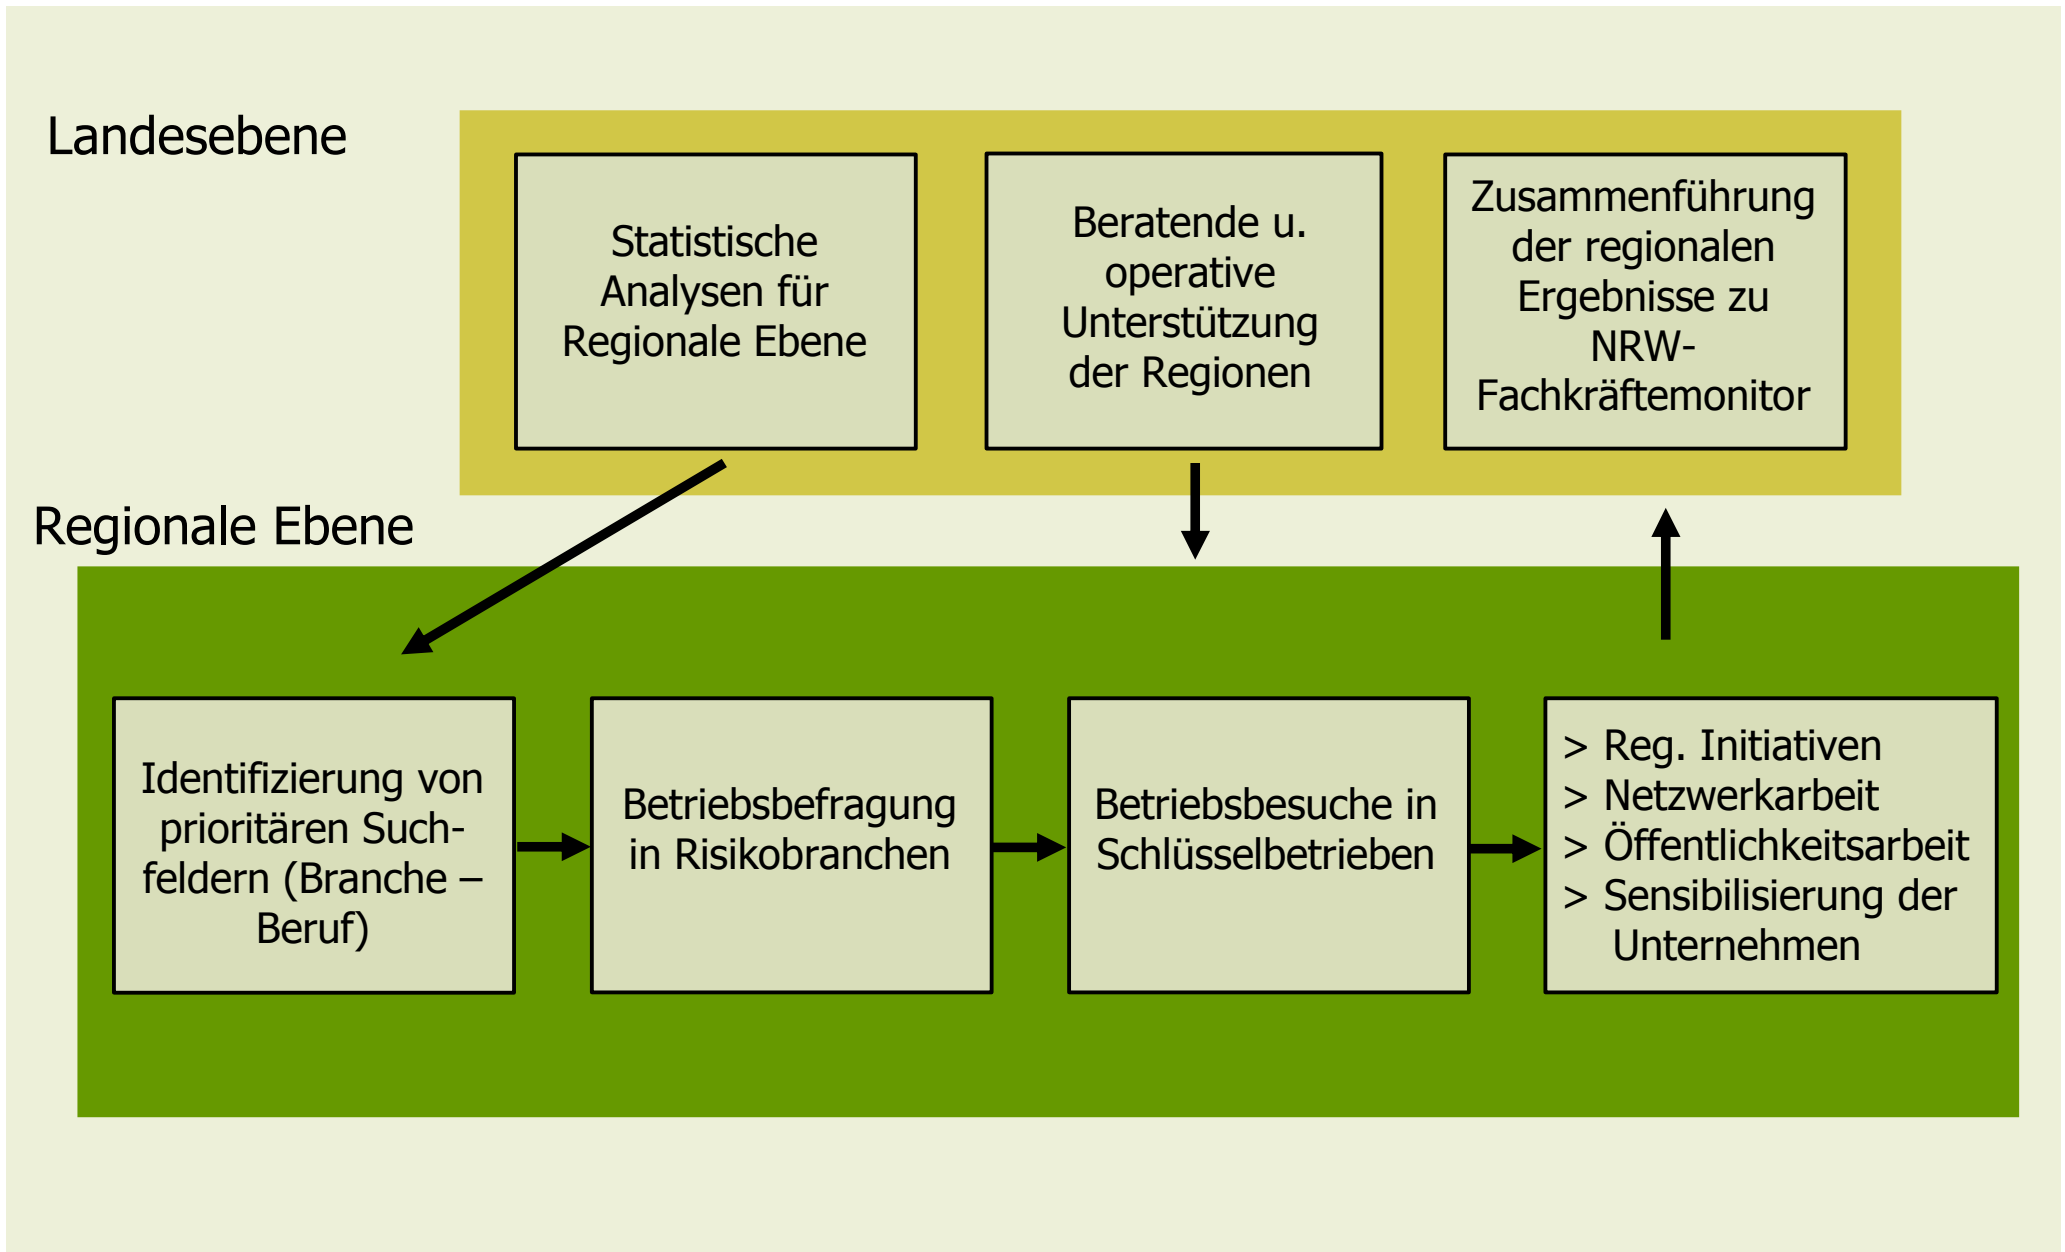 Landesebene
Statistische
Analysen für
Regionale Ebene
Beratende u.
operative
Unterstützung
der Regionen
Zusammenführung
der regionalen
Ergebnisse zu
NRW-
Fachkräftemonitor
Regionale Ebene
Identifizierung von
prioritären Such-
feldern (Branche –
Beruf)
Betriebsbefragung
in Risikobranchen
Betriebsbesuche in
Schlüsselbetrieben
> Reg. Initiativen
> Netzwerkarbeit
> Öffentlichkeitsarbeit
> Sensibilisierung der
Unternehmen